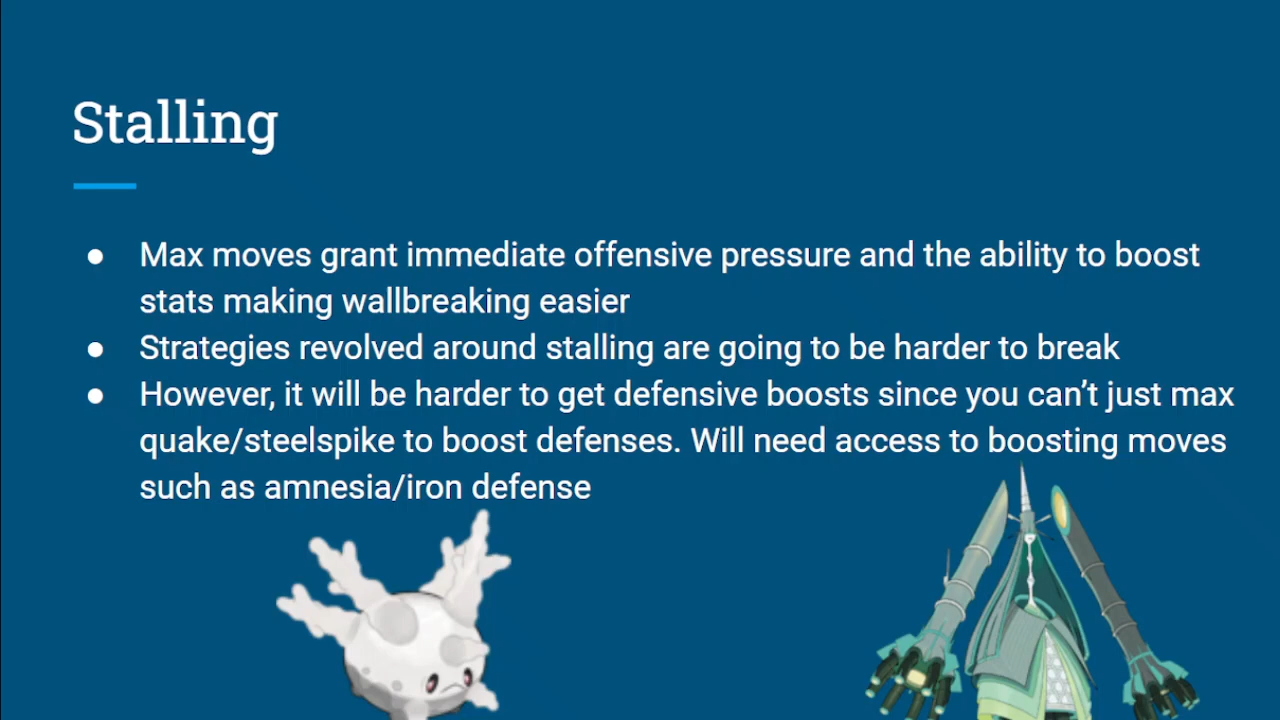 Stalling
● Max moves grant immediate offensive pressure and the ability to boost
stats making wallbreaking easier
● Strategies revolved around stalling are going to be harder to break
● However, it will be harder to get defensive boosts since you can’t just max
quake/steelspike to boost defenses. Will need access to boosting moves
such as amnesia/iron defense